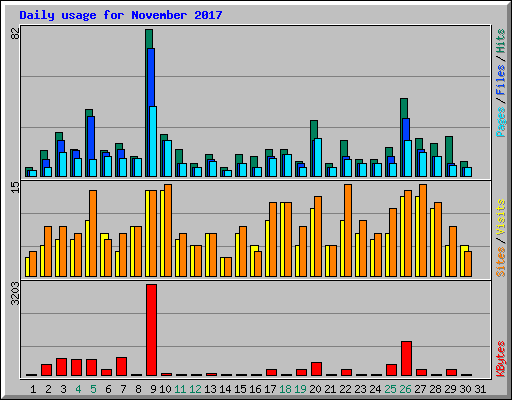 Daily usage for November 2017
82
Pages / Files / Hits
15
Sites / Visits
3203
KBytes
1 2 3 4 5 6 7 8 9 10 11 12 13 14 15 16 17 18 19 20 21 22 23 24 25 26 27 28 29 30 31